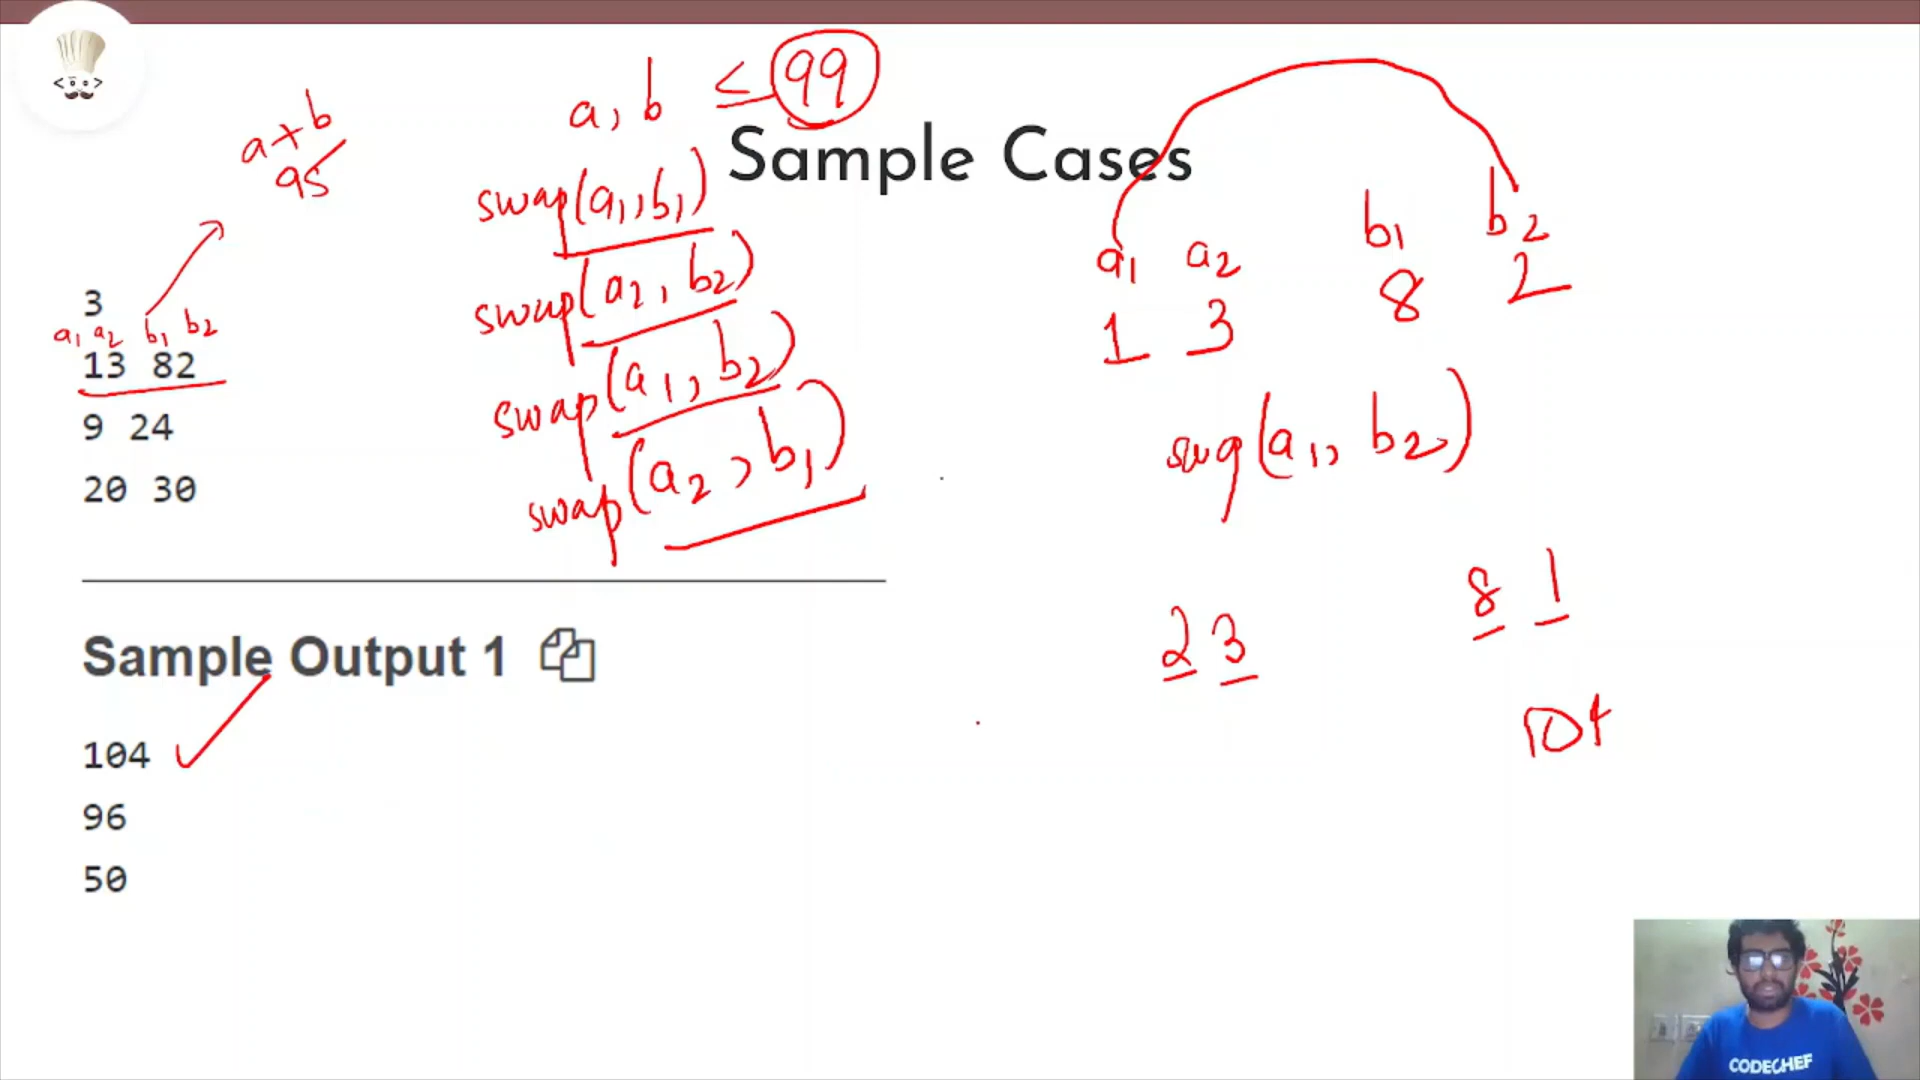 a, b ≤ 99
a+b
95
Sample Cases
swap(a1,b1)
swap(a2, b2)
swap(a1, b2)
swap(a2, b1)
a1 a2 b1 b2
1 3 8 2
3
a1 a2 b1 b2
13 82
9 24
20 30
swap(a1, b2)
2 3 8 1
104
Sample Output 1
104
96
50
CODECHEF